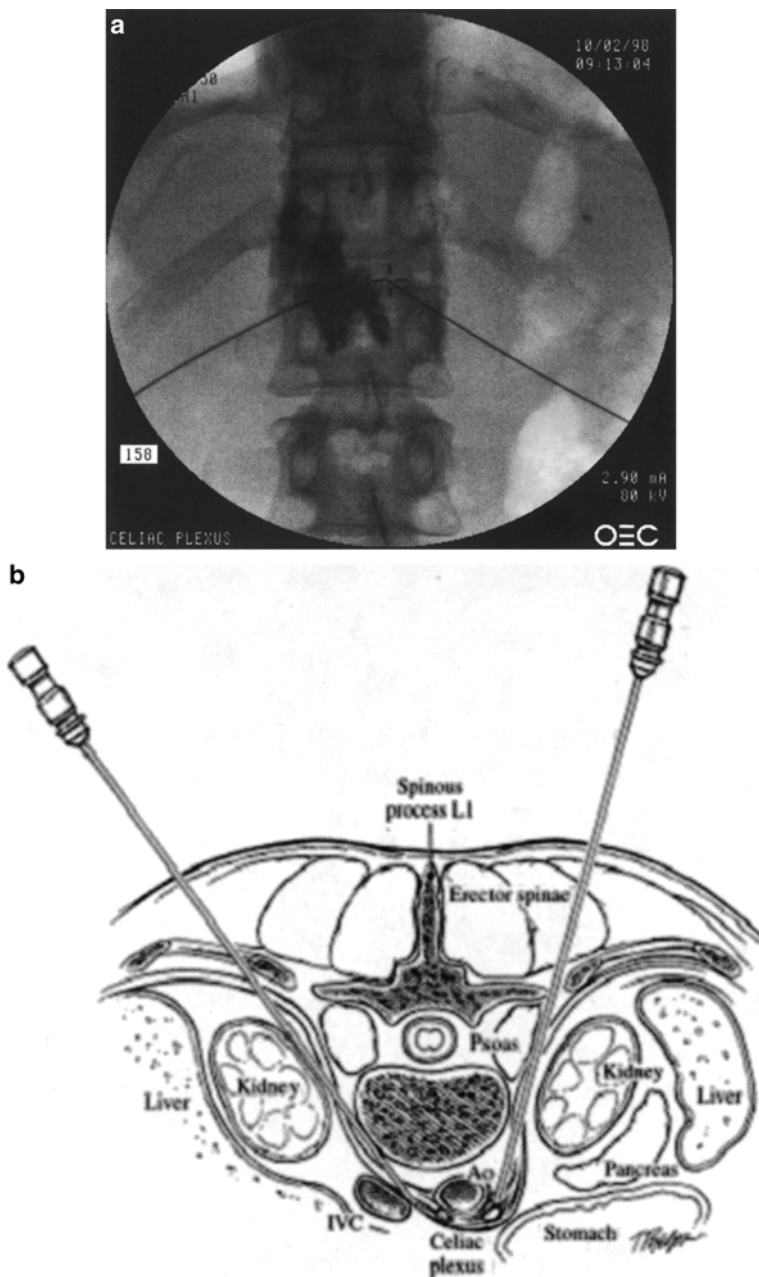 a
10/02/98
09:13:04
50
158
2.90 mA
80 kV
CELIAC PLEXUS
OEC
b
Spinous
process L1
Erector spinae
Psoas
Kidney
Kidney
Liver
Liver
Ao
Pancreas
IVC
Celiac
plexus
Stomach